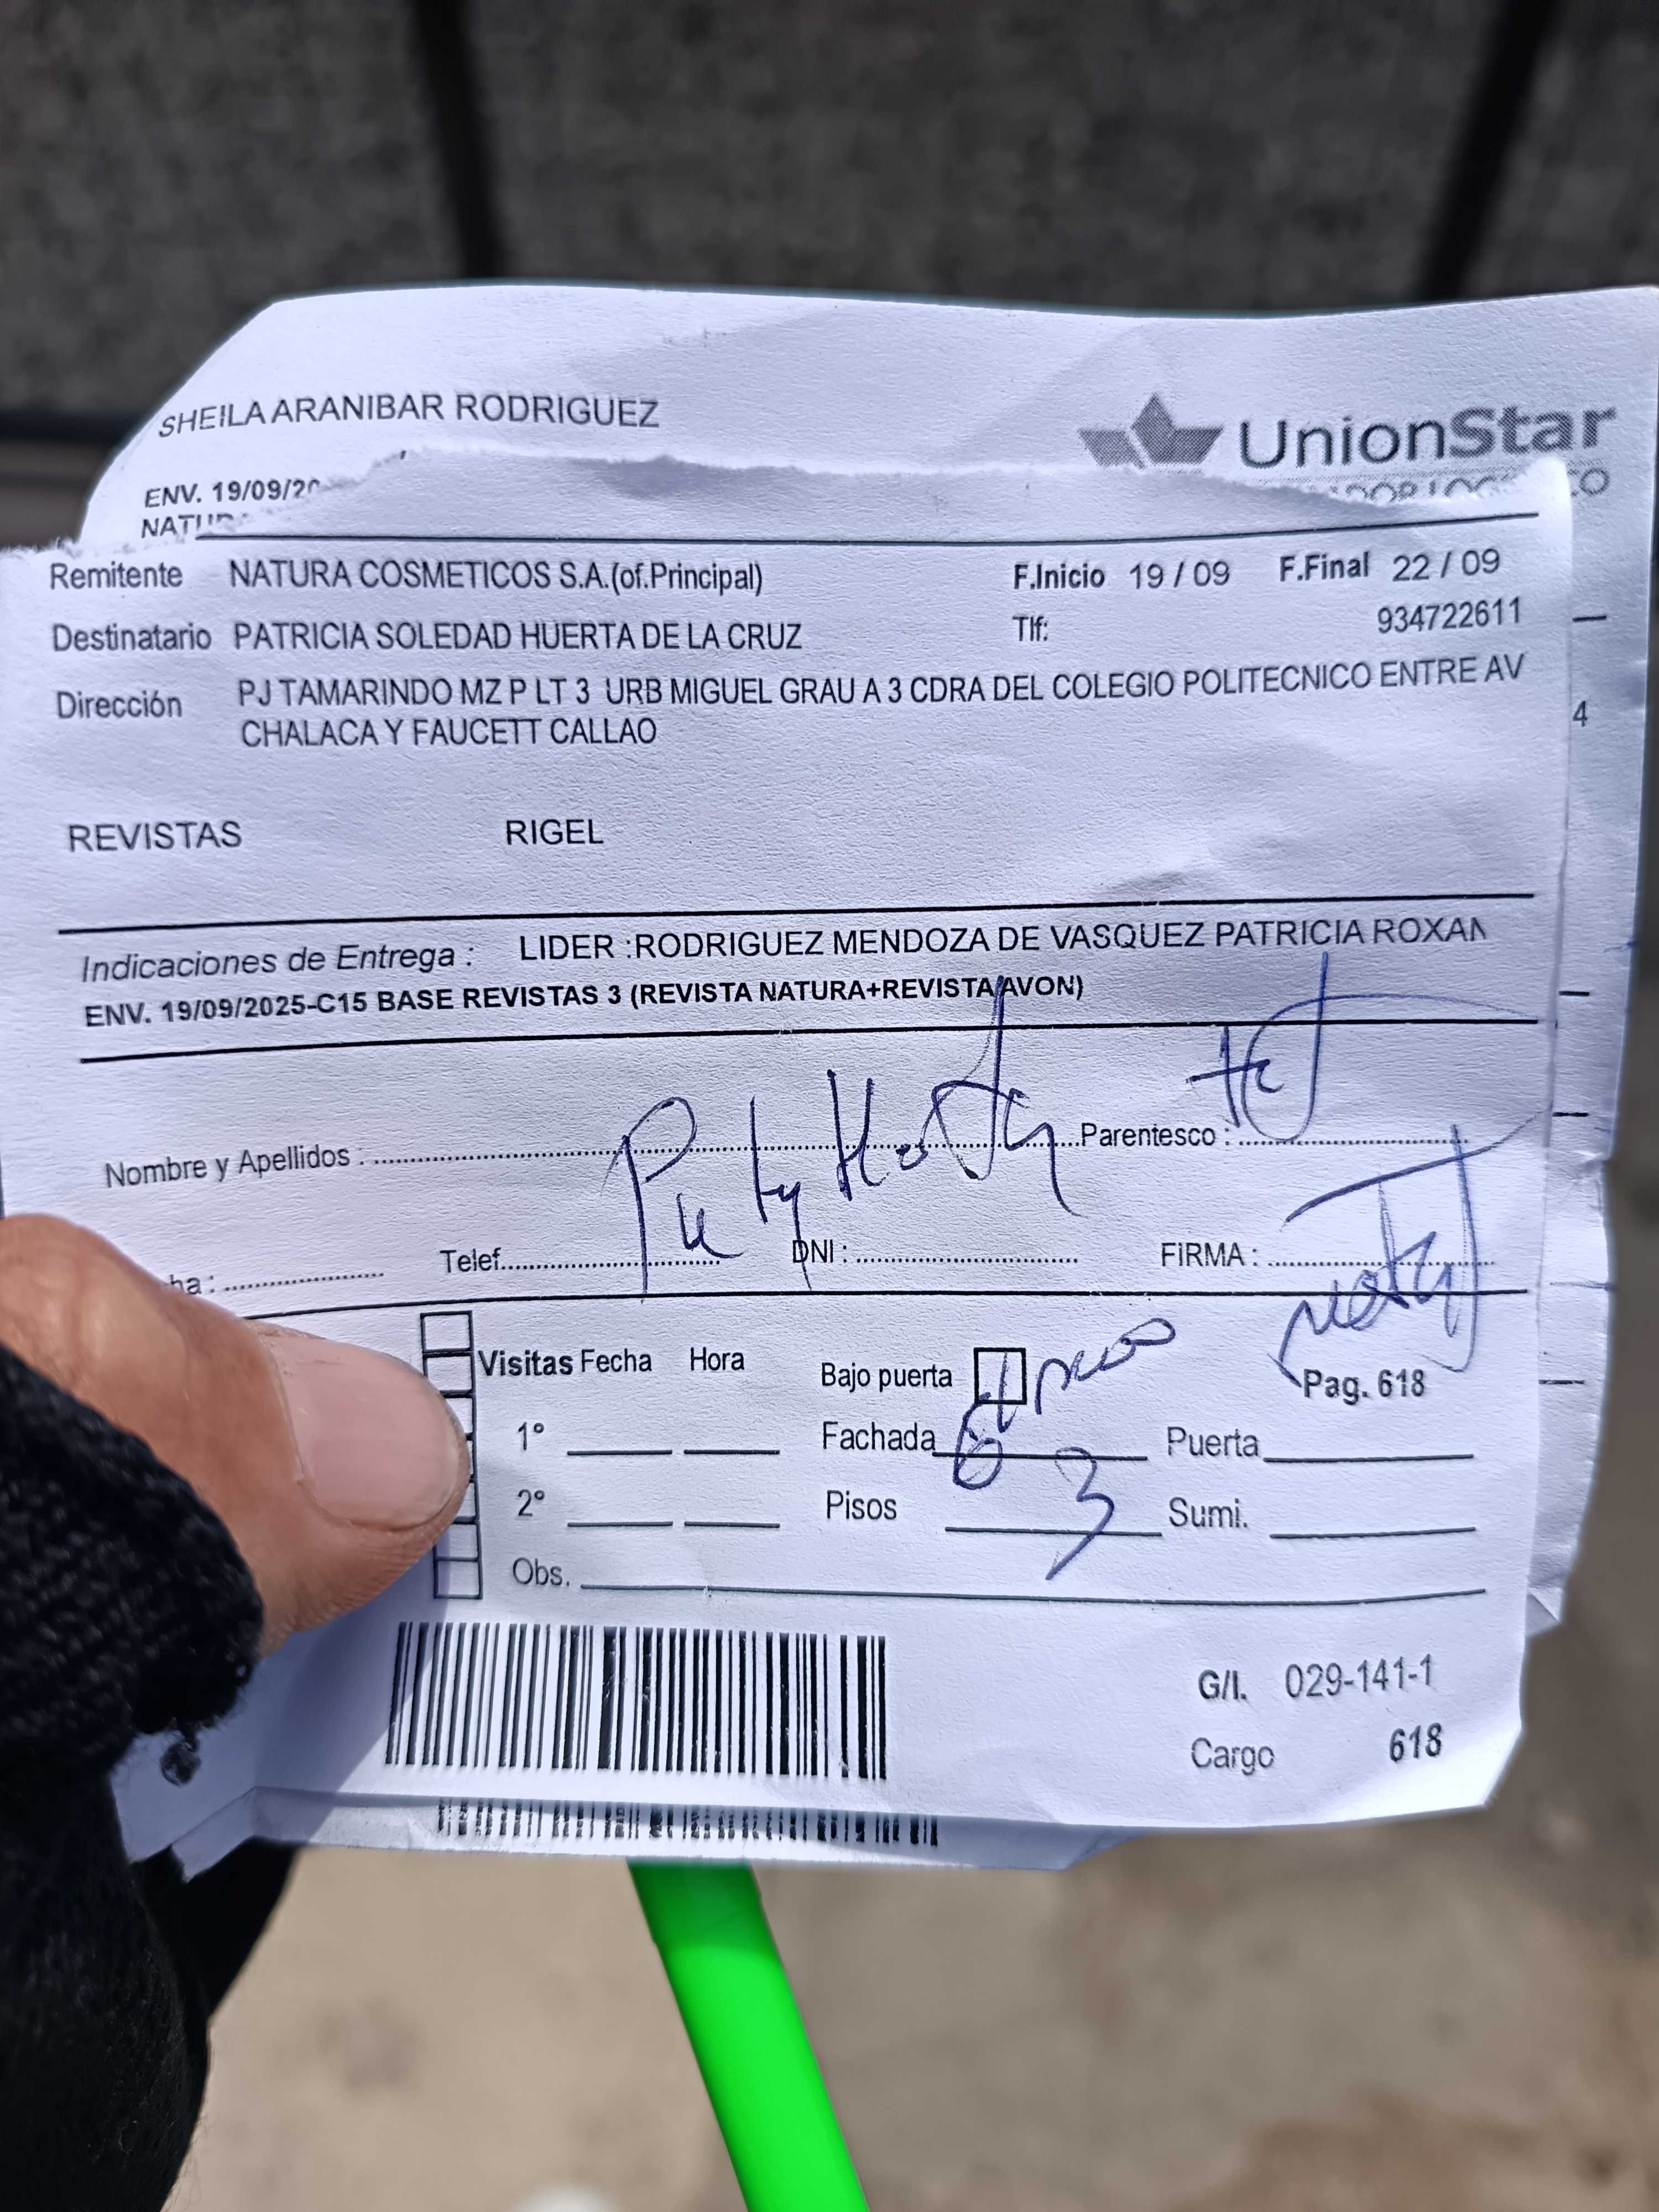 SHEILA ARANIBAR RODRIGUEZ
UnionStar
ENV. 19/09/20
Remitente NATURA COSMETICOS S.A.(of.Principal) F.Inicio 19 / 09 F.Final 22 / 09
Destinatario PATRICIA SOLEDAD HUERTA DE LA CRUZ Tlf: 934722611
Dirección PJ TAMARINDO MZ P LT 3 URB MIGUEL GRAU A 3 CDRA DEL COLEGIO POLITECNICO ENTRE AV
CHALACA Y FAUCETT CALLAO
4
REVISTAS RIGEL
Indicaciones de Entrega : LIDER :RODRIGUEZ MENDOZA DE VASQUEZ PATRICIA ROXAN
ENV. 19/09/2025-C15 BASE REVISTAS 3 (REVISTA NATURA+REVISTA AVON)
Nombre y Apellidos : Parentesco :
Telef. DNI : FiRMA :
Visitas Fecha Hora Bajo puerta Pag. 618
1° Fachada Puerta
2° Pisos 3 Sumi.
Obs.
G/I. 029-141-1
Cargo 618